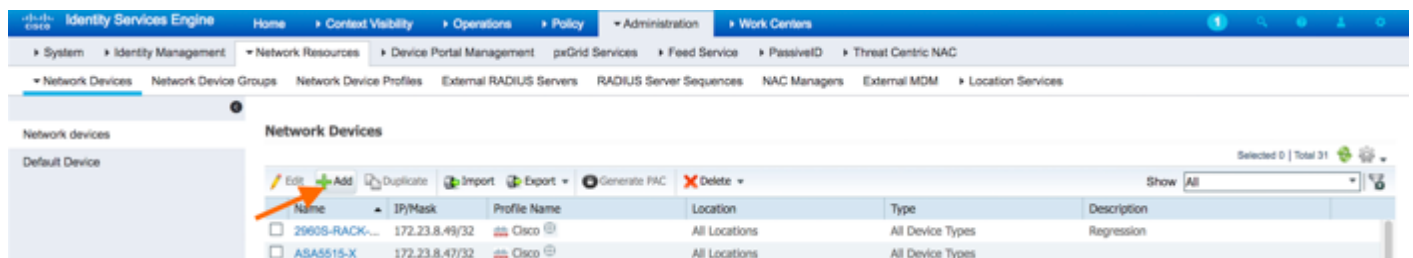 cisco Identity Services Engine Home Context Visibility Operations Policy Administration Work Centers 1
System Identity Management Network Resources Device Portal Management pxGrid Services Feed Service PassiveID Threat Centric NAC
Network Devices Network Device Groups Network Device Profiles External RADIUS Servers RADIUS Server Sequences NAC Managers External MDM Location Services
Network devices
Default Device
Network Devices
Selected 0 | Total 31
Edit Add Duplicate Import Export Generate PAC Delete Show All
Name IP/Mask Profile Name Location Type Description
2960S-RACK-... 172.23.8.49/32 Cisco All Locations All Device Types Regression
ASA5515-X 172.23.8.47/32 Cisco All Locations All Device Types